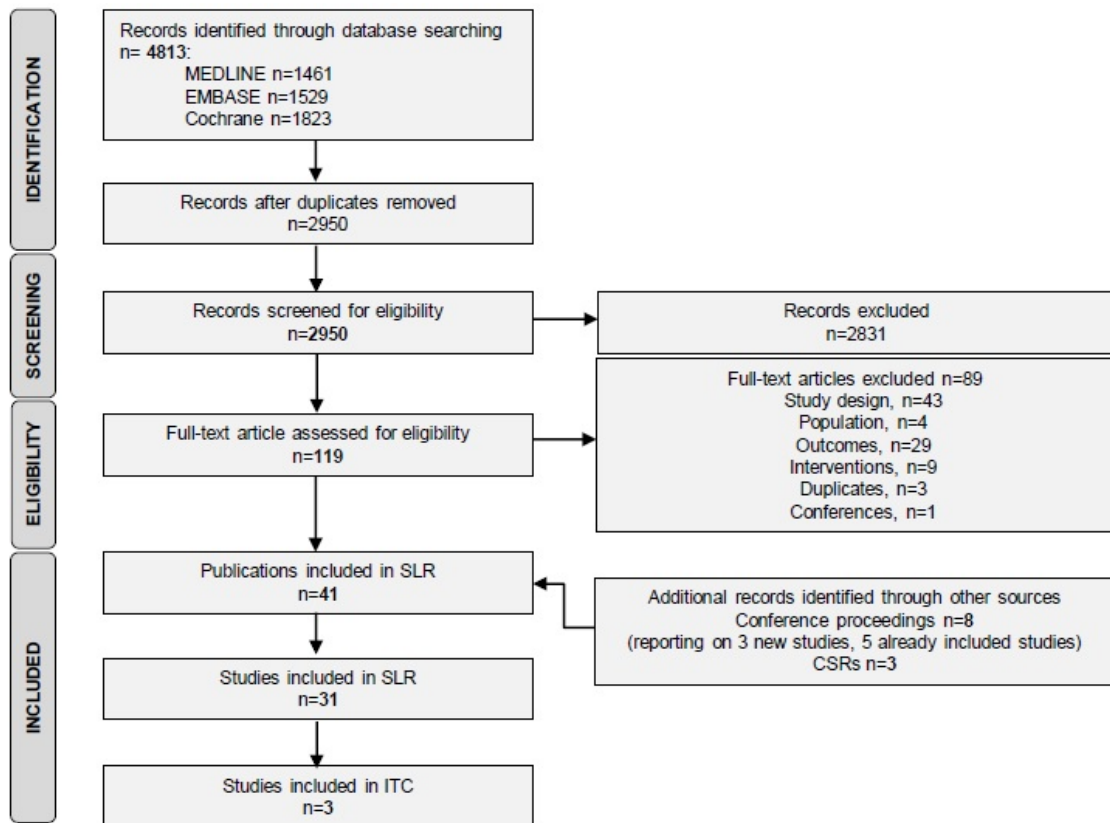 IDENTIFICATION
Records identified through database searching
n= 4813:
MEDLINE n=1461
EMBASE n=1529
Cochrane n=1823
Records after duplicates removed
n=2950
SCREENING
Records screened for eligibility
n=2950
Records excluded
n=2831
ELIGIBILITY
Full-text article assessed for eligibility
n=119
Full-text articles excluded n=89
Study design, n=43
Population, n=4
Outcomes, n=29
Interventions, n=9
Duplicates, n=3
Conferences, n=1
INCLUDED
Publications included in SLR
n=41
Additional records identified through other sources
Conference proceedings n=8
(reporting on 3 new studies, 5 already included studies)
CSRs n=3
Studies included in SLR
n=31
Studies included in ITC
n=3